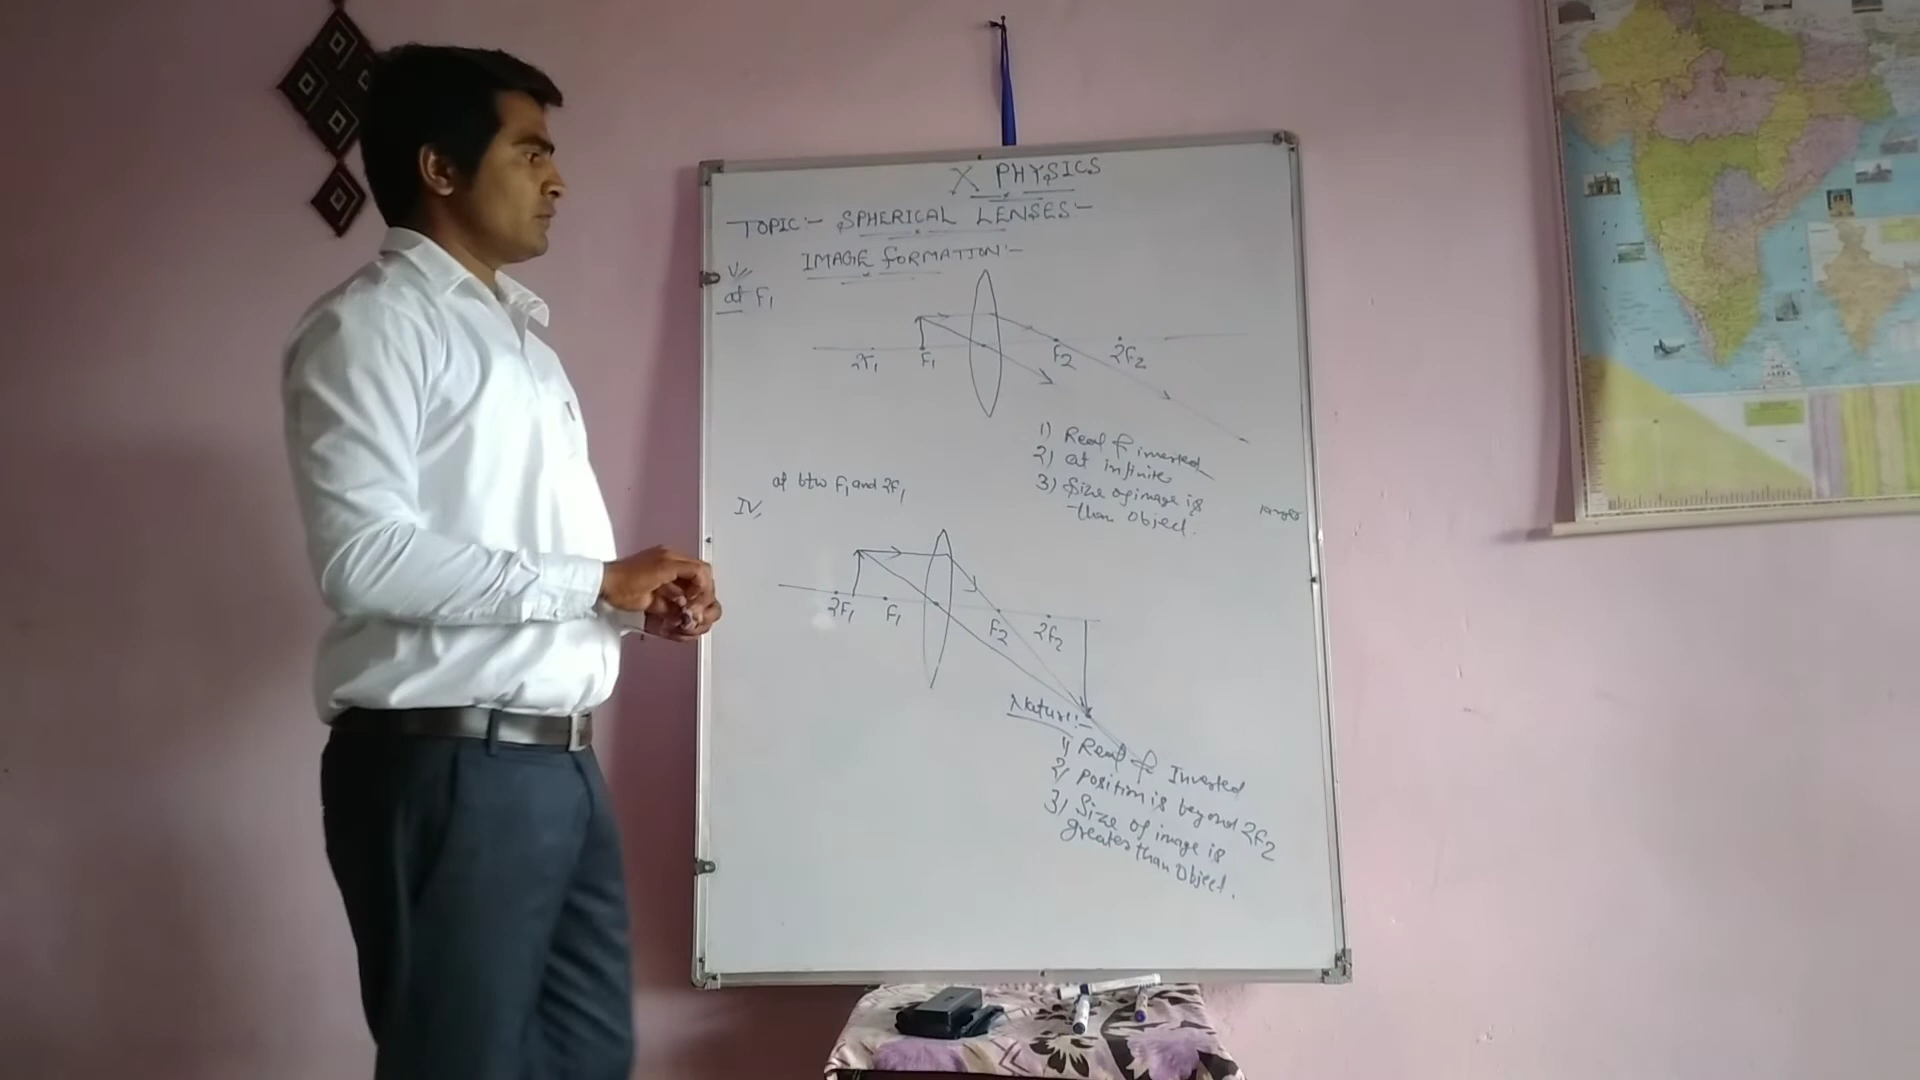 X PHYSICS
TOPIC:- SPHERICAL LENSES:-
IMAGE FORMATION:-
V
at F1
2F1 F1 F2 2F2
1) Real & inverted
2) at infinite
3) Size of image is larger
than object.
IV
at btw F1 and 2F1
2F1 F1 F2 2F2
Nature:-
1) Real & Inverted
2) Position is beyond 2F2
3) Size of image is
greater than Object.